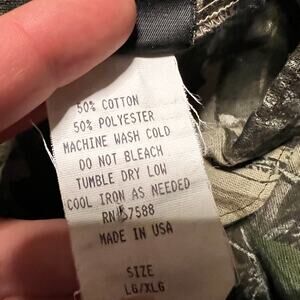 50% COTTON
50% POLYESTER
MACHINE WASH COLD
DO NOT BLEACH
TUMBLE DRY LOW
COOL IRON AS NEEDED
RN 57588
MADE IN USA
SIZE
LG/XLG